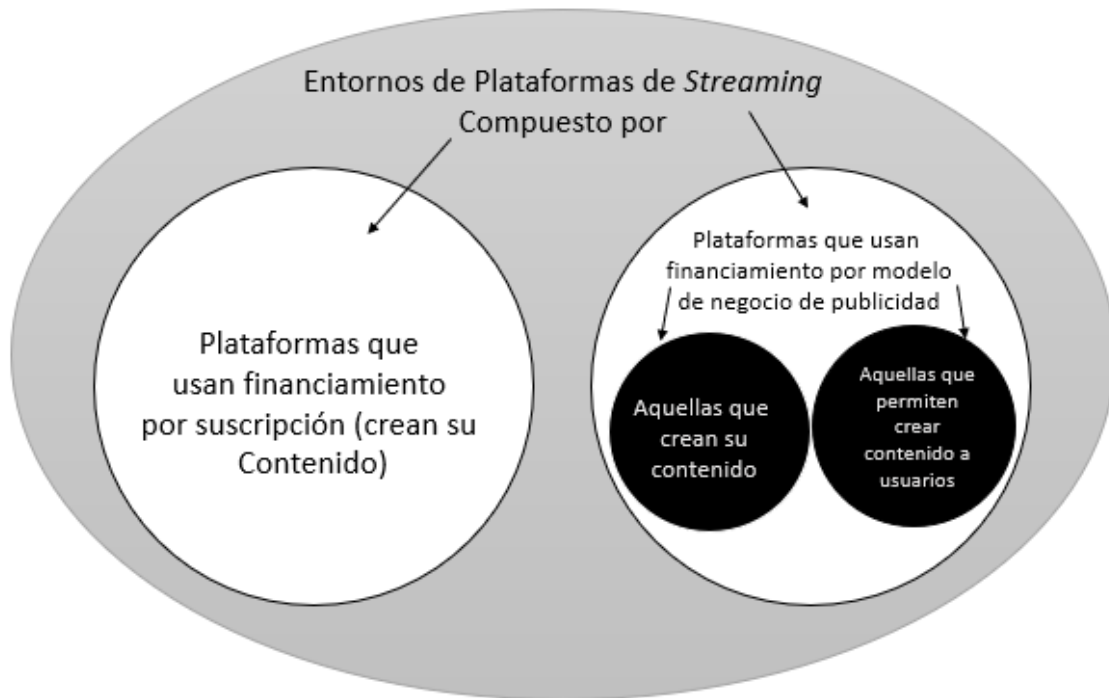 Entornos de Plataformas de Streaming
Compuesto por
Plataformas que
usan financiamiento
por suscripción (crean su
Contenido)
Plataformas que usan
financiamiento por modelo
de negocio de publicidad
Aquellas que
crean su
contenido
Aquellas que
permiten
crear
contenido a
usuarios